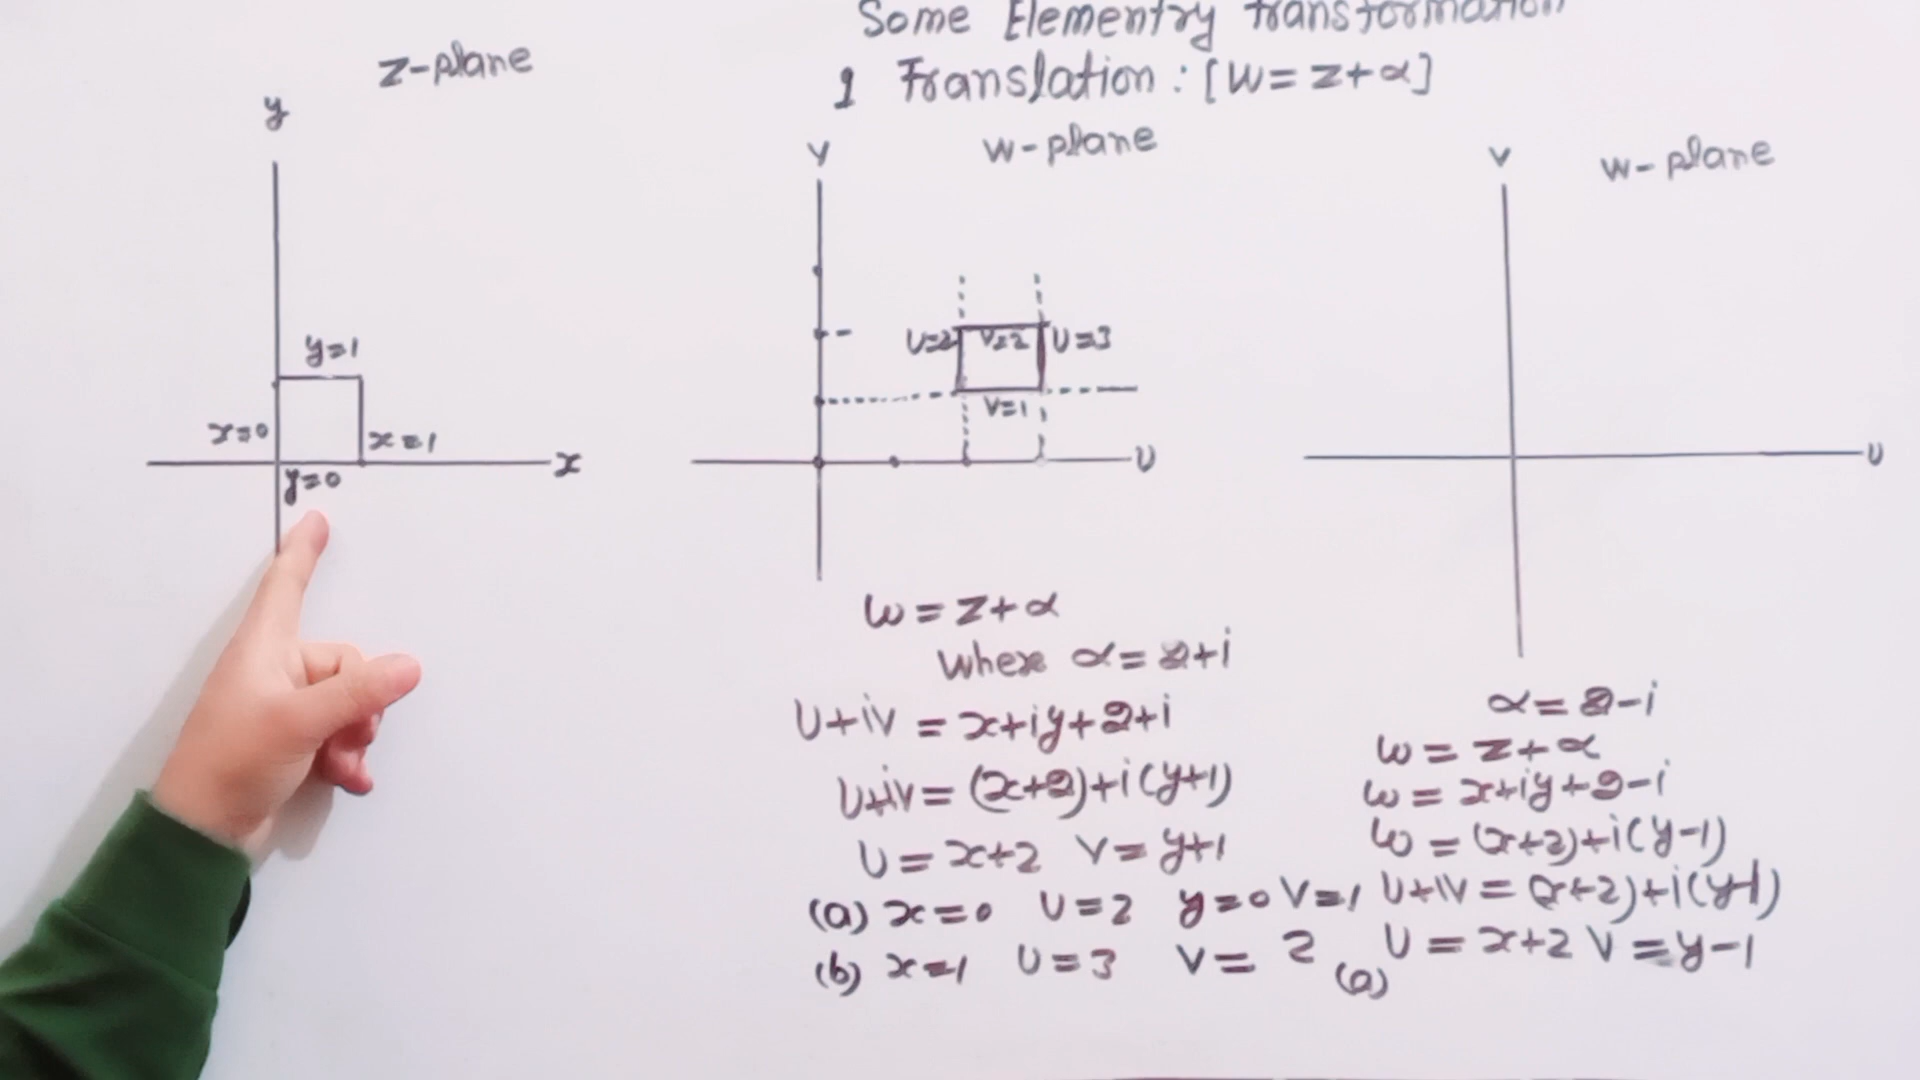 Some Elementry transformation
1 Translation : [W = z + α]
z-plane
y
y=1
x=0
x=1
x
y=0
w-plane
V
U=2
V=2
U=3
V=1
U
w-plane
V
U
w = z+α
where α = 2+i
U+iV = x+iy+2+i
U+iV = (x+2)+i(y+1)
U = x+2 V = y+1
(a) x=0 U=2 y=0 V=1
(b) x=1 U=3 V= 2
α = 2-i
w = z+α
w = x+iy+2-i
w = (x+2)+i(y-1)
U+iV = (x+2)+i(y-1)
U = x+2 V = y-1
(a)